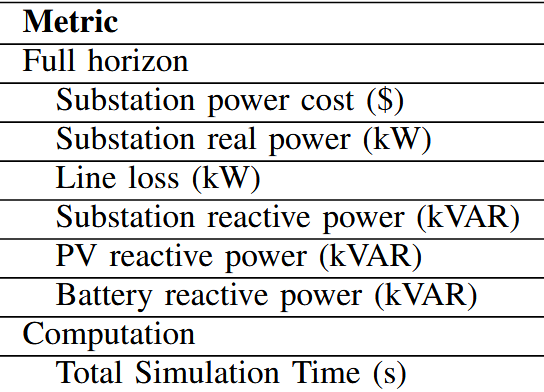 Metric
Full horizon
Substation power cost ($)
Substation real power (kW)
Line loss (kW)
Substation reactive power (kVAR)
PV reactive power (kVAR)
Battery reactive power (kVAR)
Computation
Total Simulation Time (s)